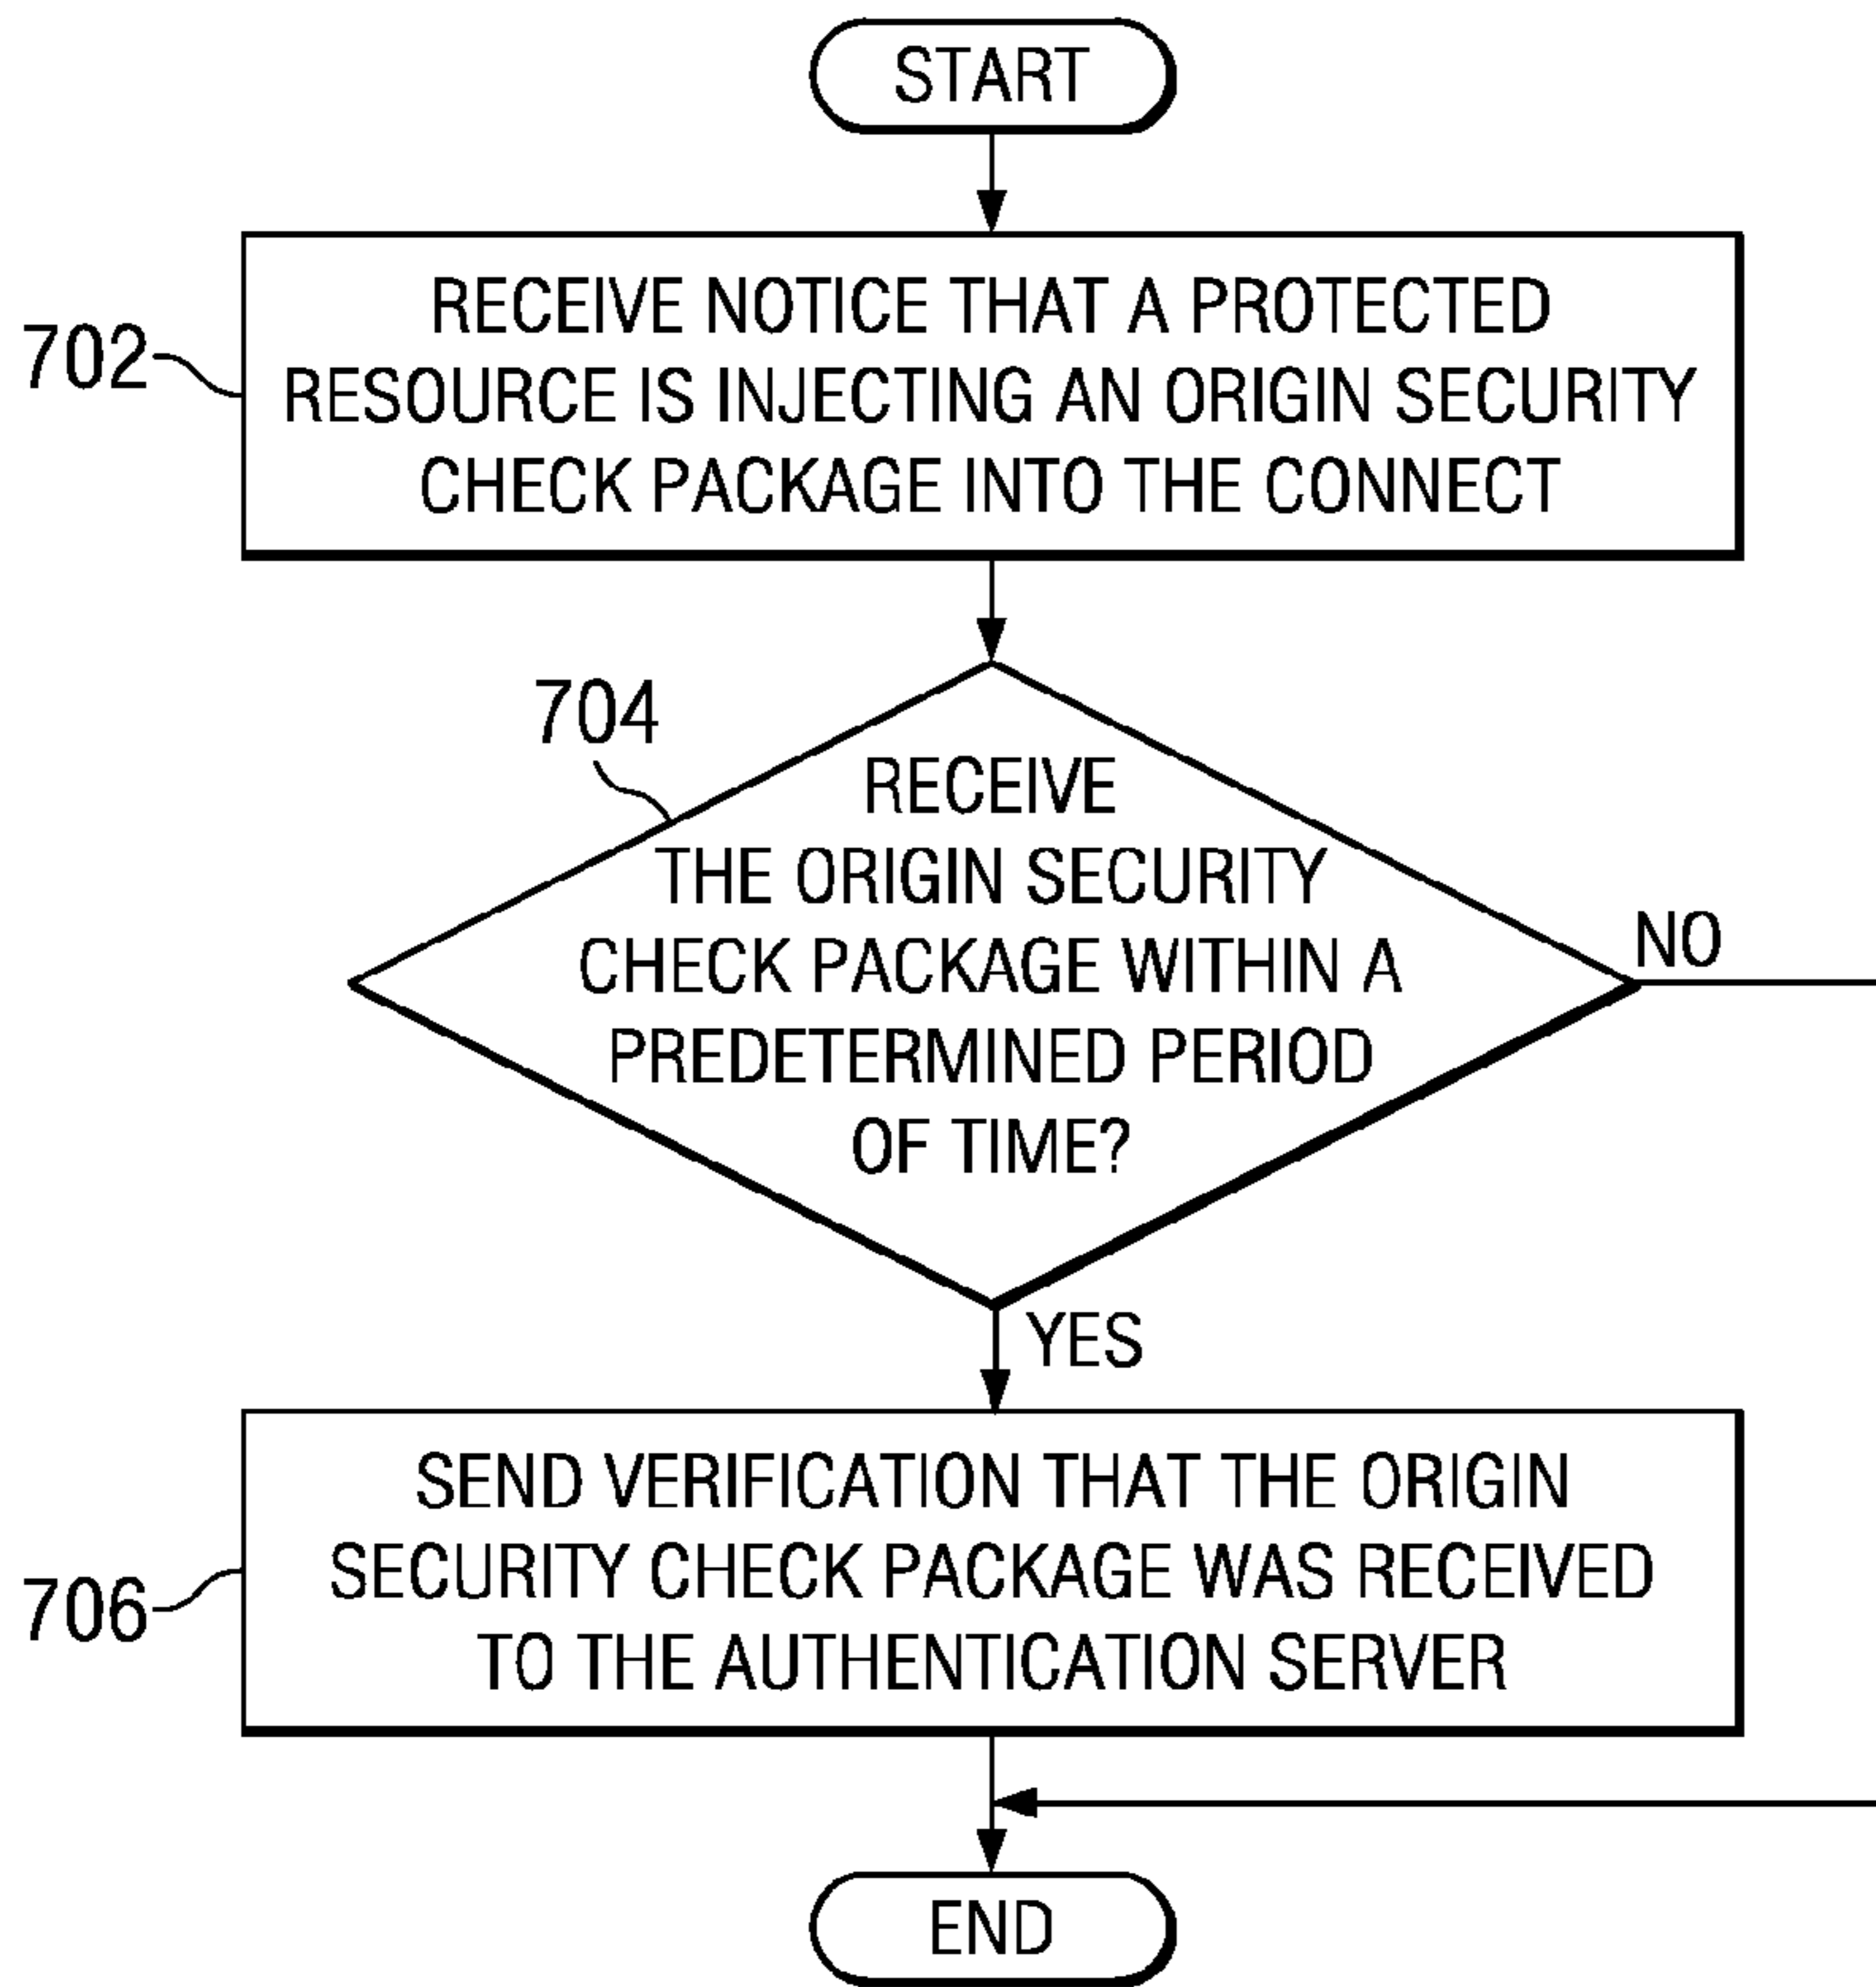 START
702
RECEIVE NOTICE THAT A PROTECTED
RESOURCE IS INJECTING AN ORIGIN SECURITY
CHECK PACKAGE INTO THE CONNECT
704
RECEIVE
THE ORIGIN SECURITY
CHECK PACKAGE WITHIN A
PREDETERMINED PERIOD
OF TIME?
NO
YES
706
SEND VERIFICATION THAT THE ORIGIN
SECURITY CHECK PACKAGE WAS RECEIVED
TO THE AUTHENTICATION SERVER
END